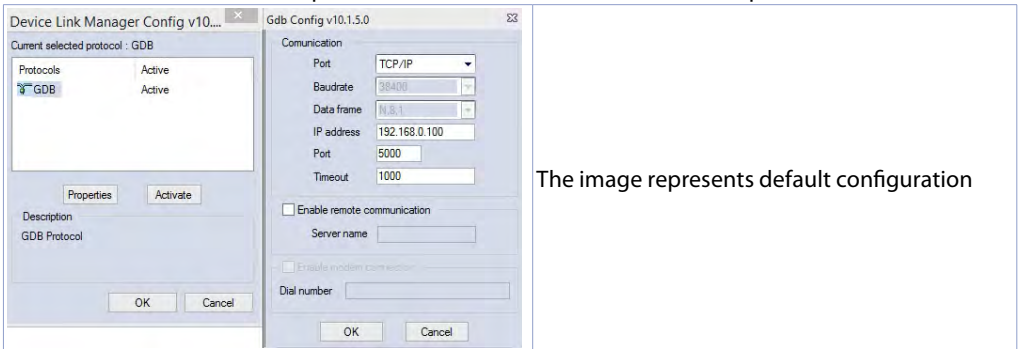 Device Link Manager Config v10....
Current selected protocol : GDB
Protocols Active
GDB Active
Properties Activate
Description
GDB Protocol
OK Cancel
Gdb Config v10.1.5.0
Comunication
Port TCP/IP
Baudrate 38400
Data frame N.8.1
IP address 192.168.0.100
Port 5000
Timeout 1000
Enable remote communication
Server name
Enable modem connection
Dial number
OK Cancel
The image represents default configuration